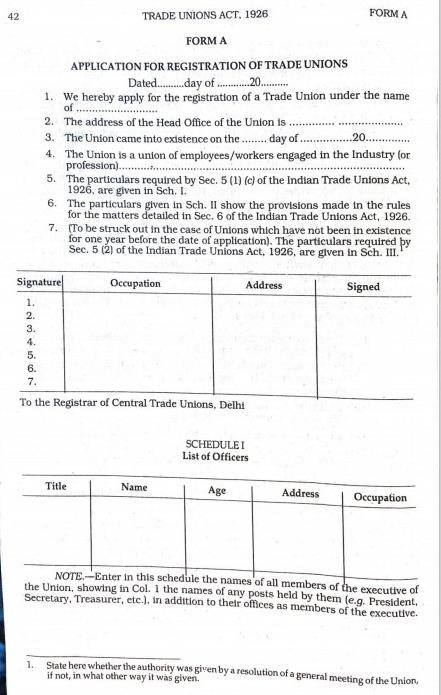 42 TRADE UNIONS ACT, 1926 FORM A
FORM A
APPLICATION FOR REGISTRATION OF TRADE UNIONS
Dated..........day of ............20..........
1. We hereby apply for the registration of a Trade Union under the name
of ..........................
2. The address of the Head Office of the Union is .............. .....................
3. The Union came into existence on the ........ day of ................20..............
4. The Union is a union of employees/workers engaged in the Industry (or
profession)....................................................................................
5. The particulars required by Sec. 5 (1) (c) of the Indian Trade Unions Act,
1926, are given in Sch. I.
6. The particulars given in Sch. II show the provisions made in the rules
for the matters detailed in Sec. 6 of the Indian Trade Unions Act, 1926.
7. (To be struck out in the case of Unions which have not been in existence
for one year before the date of application). The particulars required by
Sec. 5 (2) of the Indian Trade Unions Act, 1926, are given in Sch. III.1
Signature Occupation Address Signed
1.
2.
3.
4.
5.
6.
7.
To the Registrar of Central Trade Unions, Delhi
SCHEDULE I
List of Officers
Title Name Age Address Occupation
NOTE.—Enter in this schedule the names of all members of the executive of
the Union, showing in Col. 1 the names of any posts held by them (e.g. President,
Secretary, Treasurer, etc.), in addition to their offices as members of the executive.
1. State here whether the authority was given by a resolution of a general meeting of the Union,
if not, in what other way it was given.